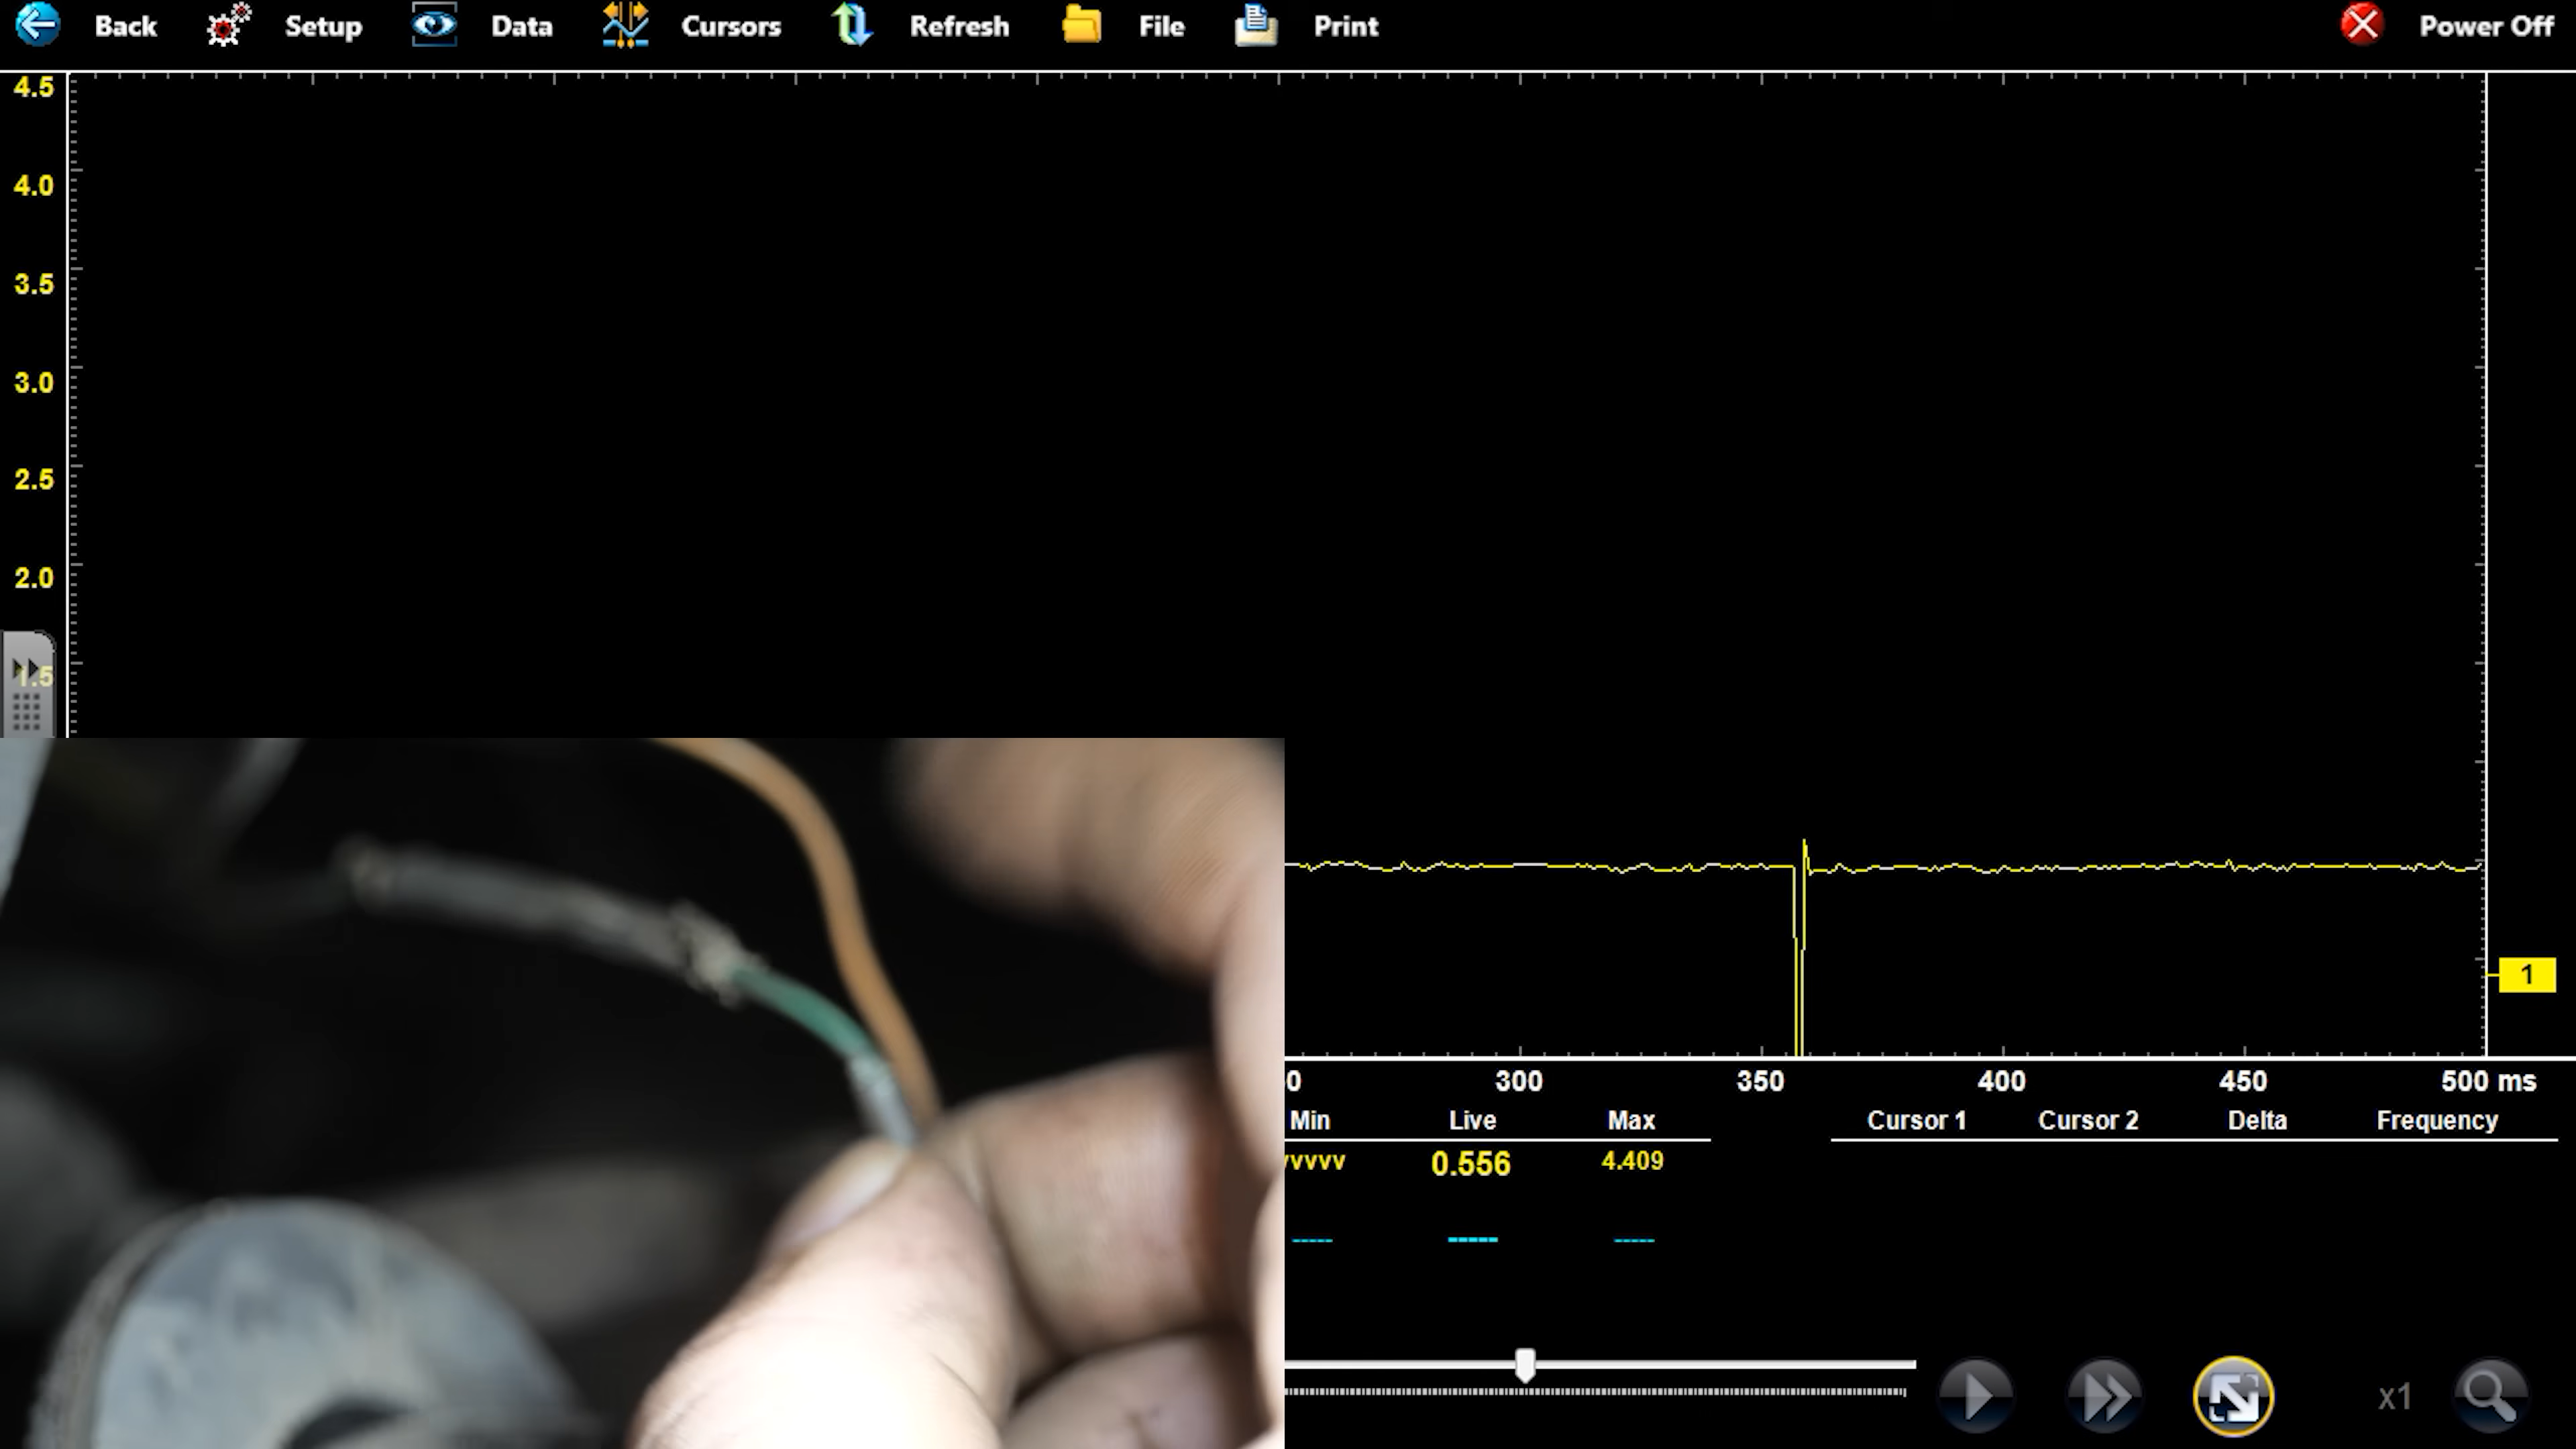 Back Setup Data Cursors Refresh File Print Power Off
4.5
4.0
3.5
3.0
2.5
2.0
1.5
1
300 350 400 450 500 ms
Min Live Max Cursor 1 Cursor 2 Delta Frequency
0.556 4.409
----- ----- -----
x1